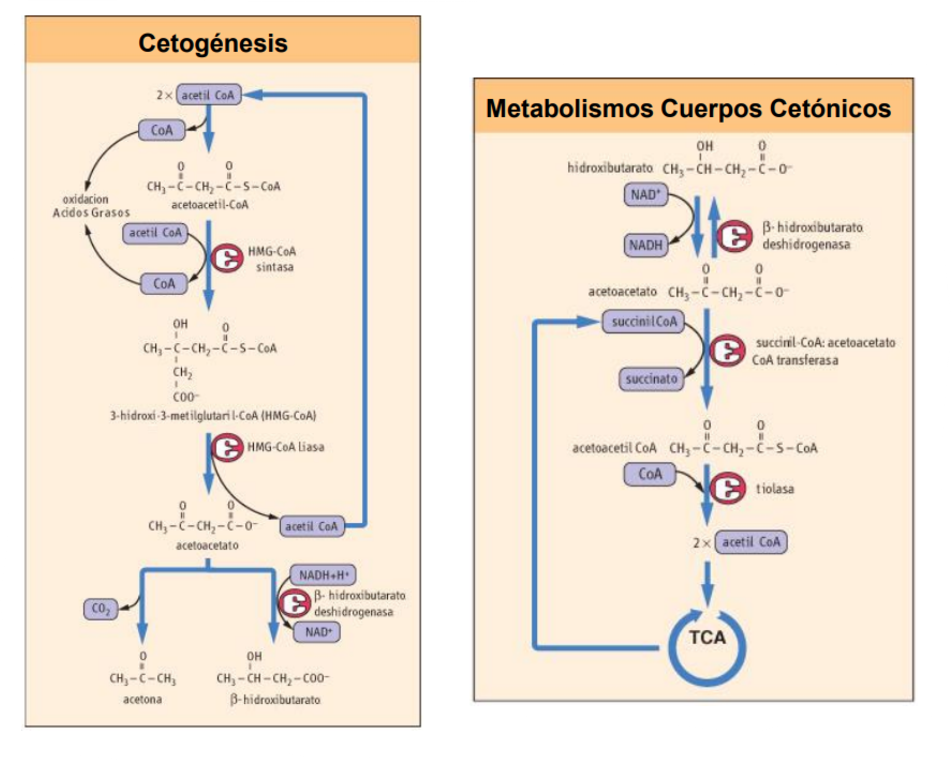 Cetogénesis
2× acetil CoA
CoA
O O
CH₃–C–CH₂–C–S–CoA
acetoacetil-CoA
oxidacion
Acidos Grasos
acetil CoA
HMG-CoA
sintasa
CoA
OH O
CH₃–C–CH₂–C–S–CoA
CH₂
COO⁻
3-hidroxi-3-metilglutaril-CoA (HMG-CoA)
HMG-CoA liasa
O O
CH₃–C–CH₂–C–O⁻
acetoacetato
acetil CoA
NADH+H⁺
β- hidroxibutarato
deshidrogenasa
CO₂
NAD⁺
O
CH₃–C–CH₃
acetona
OH
CH₃–CH–CH₂–COO⁻
β-hidroxibutarato
Metabolismos Cuerpos Cetónicos
OH O
hidroxibutarato CH₃–CH–CH₂–C–O⁻
NAD⁺
β- hidroxibutarato
deshidrogenasa
NADH
O O
acetoacetato CH₃–C–CH₂–C–O⁻
succinil CoA
succinil-CoA: acetoacetato
CoA transferasa
succinato
O O
acetoacetil CoA CH₃–C–CH₂–C–S–CoA
CoA
tiolasa
2× acetil CoA
TCA